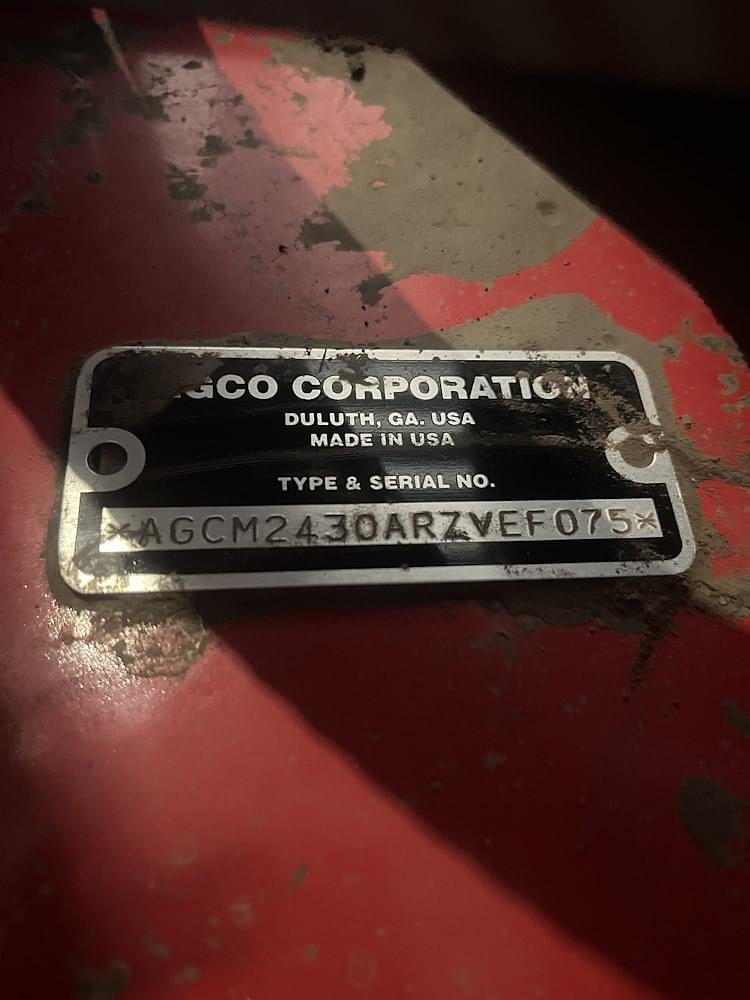 AGCO CORPORATION
DULUTH, GA. USA
MADE IN USA
TYPE & SERIAL NO.
*AGCM2430ARZVEF075*